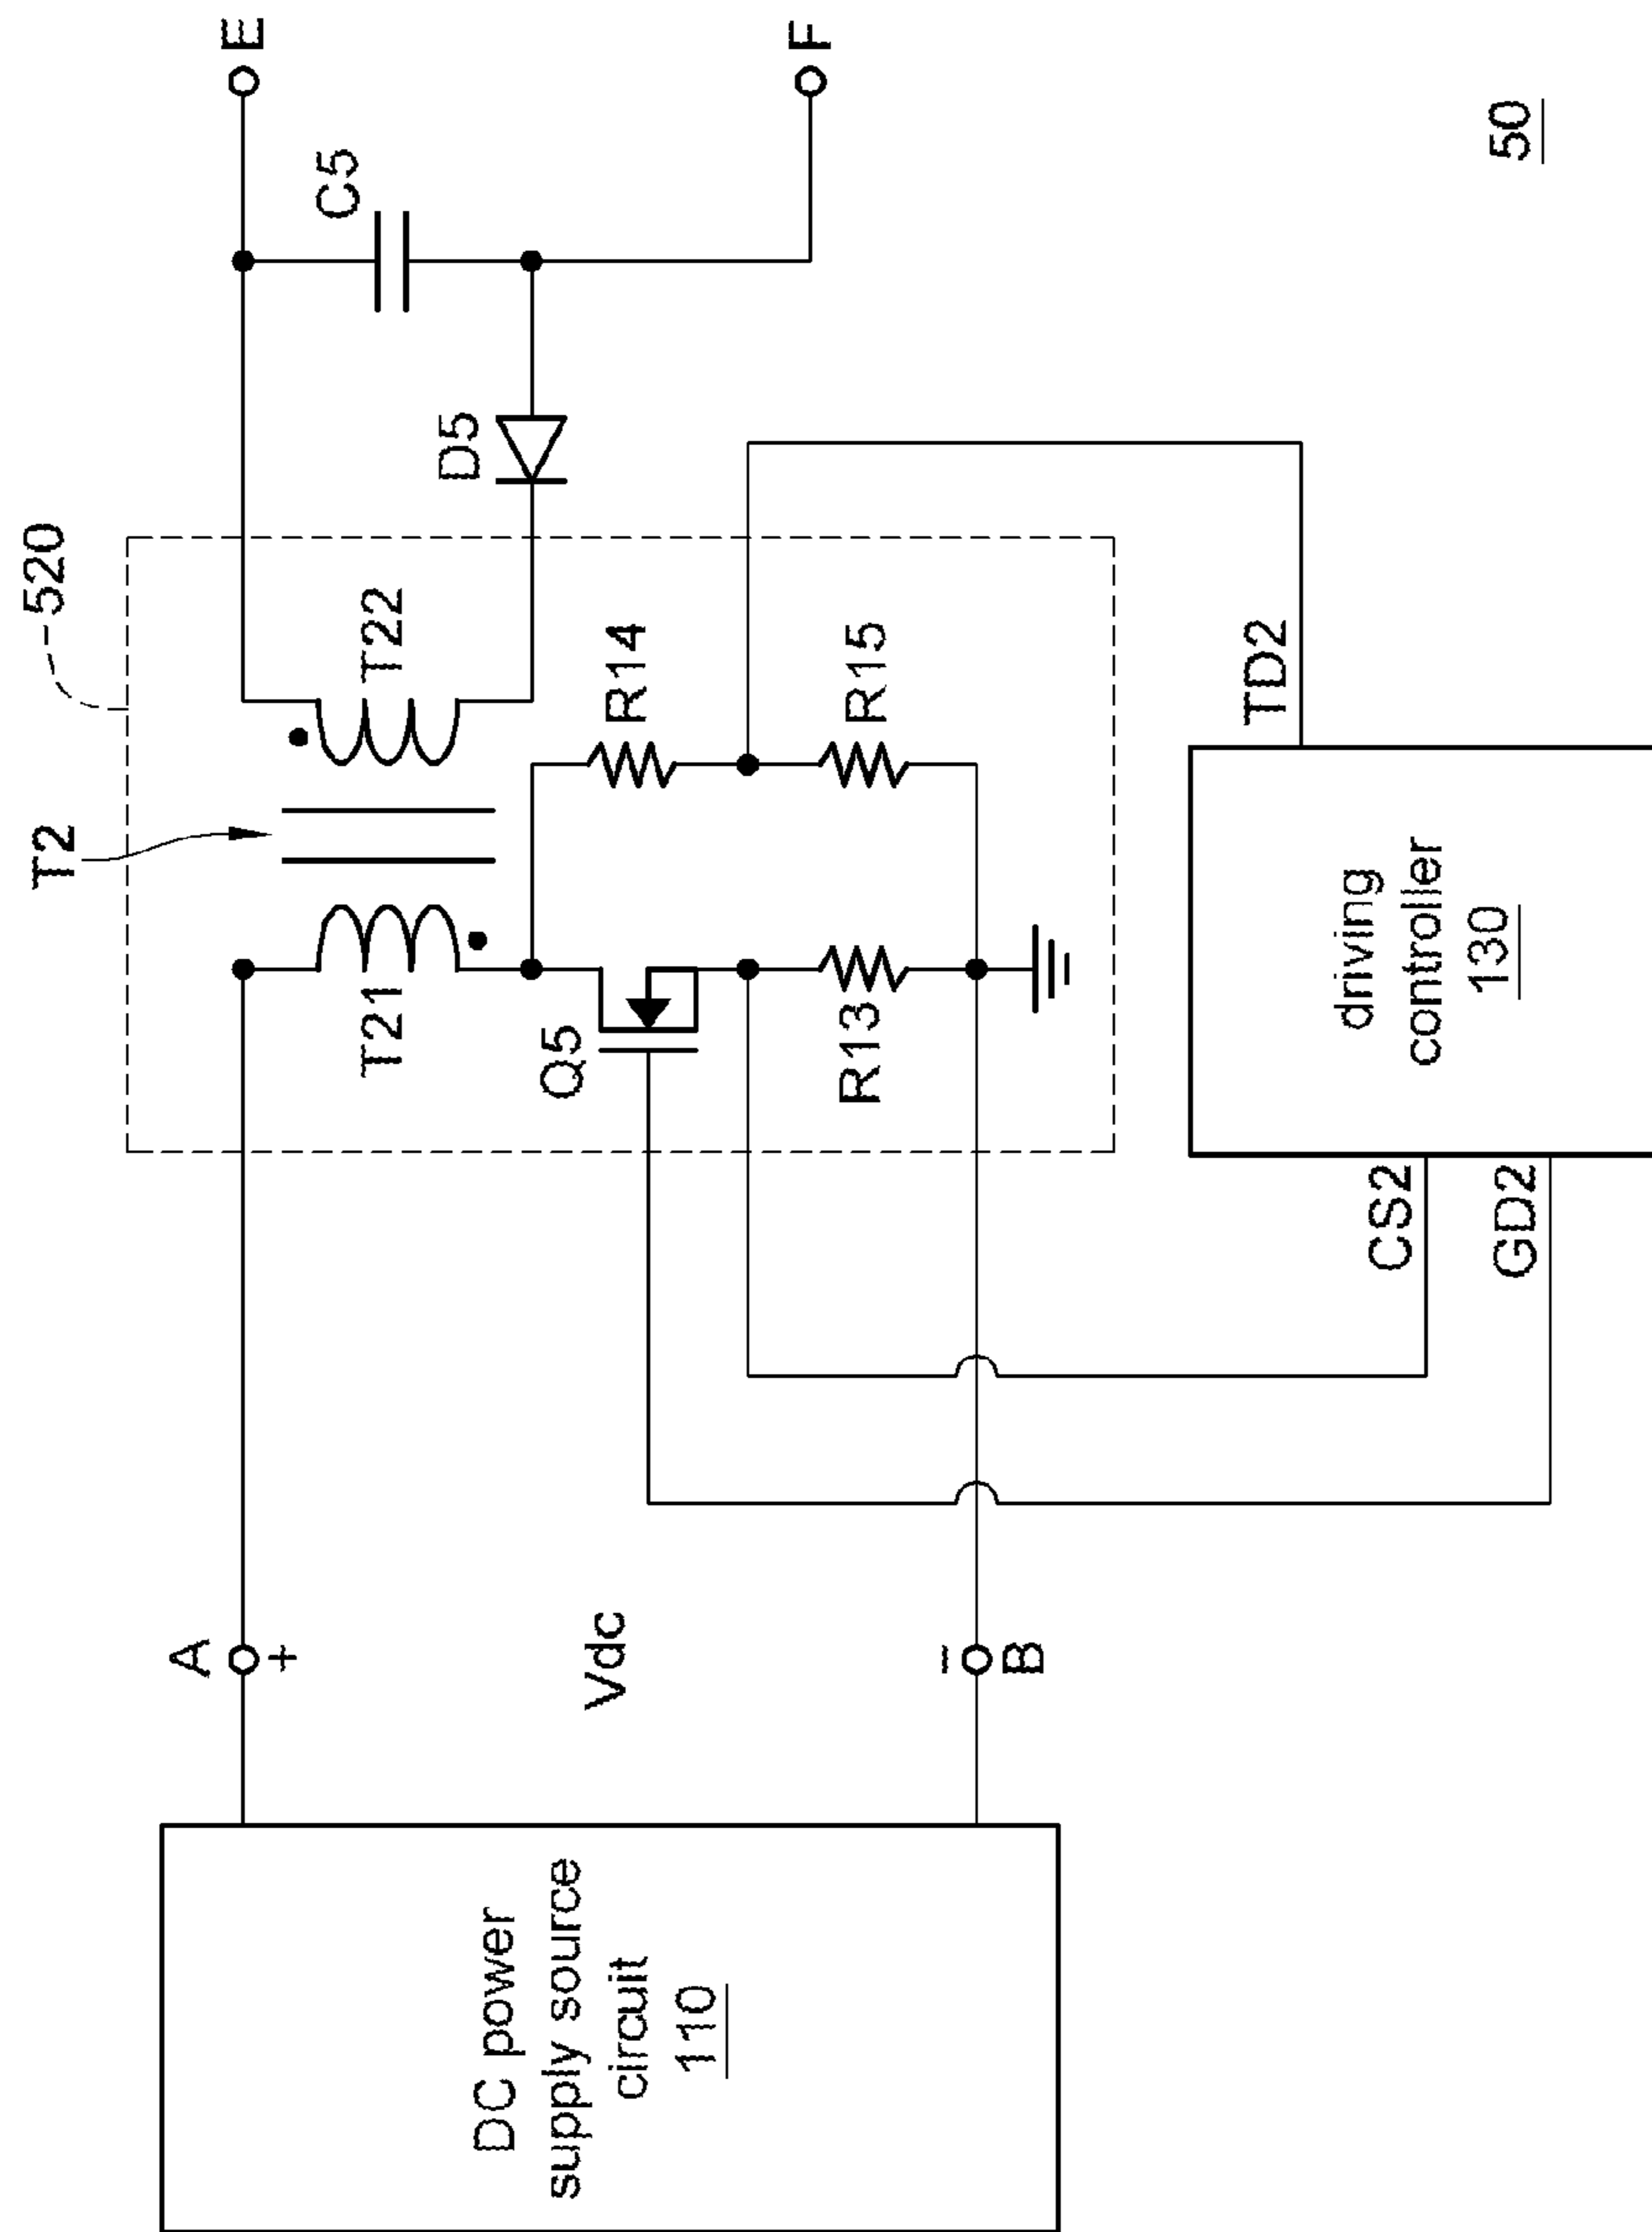 DC power
supply source
circuit
110
A
+
Vdc
-
B
T2
520
T21
T22
Q5
R13
R14
R15
D5
C5
E
F
CS2
GD2
TD2
driving
controller
130
50